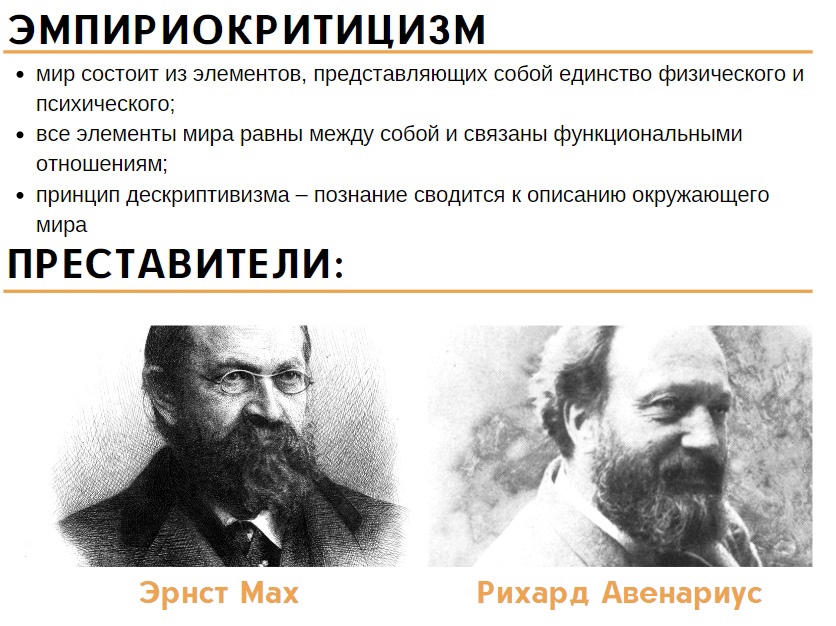 ЭМПИРИОКРИТИЦИЗМ
• мир состоит из элементов, представляющих собой единство физического и
психического;
• все элементы мира равны между собой и связаны функциональными
отношениям;
• принцип дескриптивизма – познание сводится к описанию окружающего
мира
ПРЕСТАВИТЕЛИ:
Эрнст Мах
Рихард Авенариус